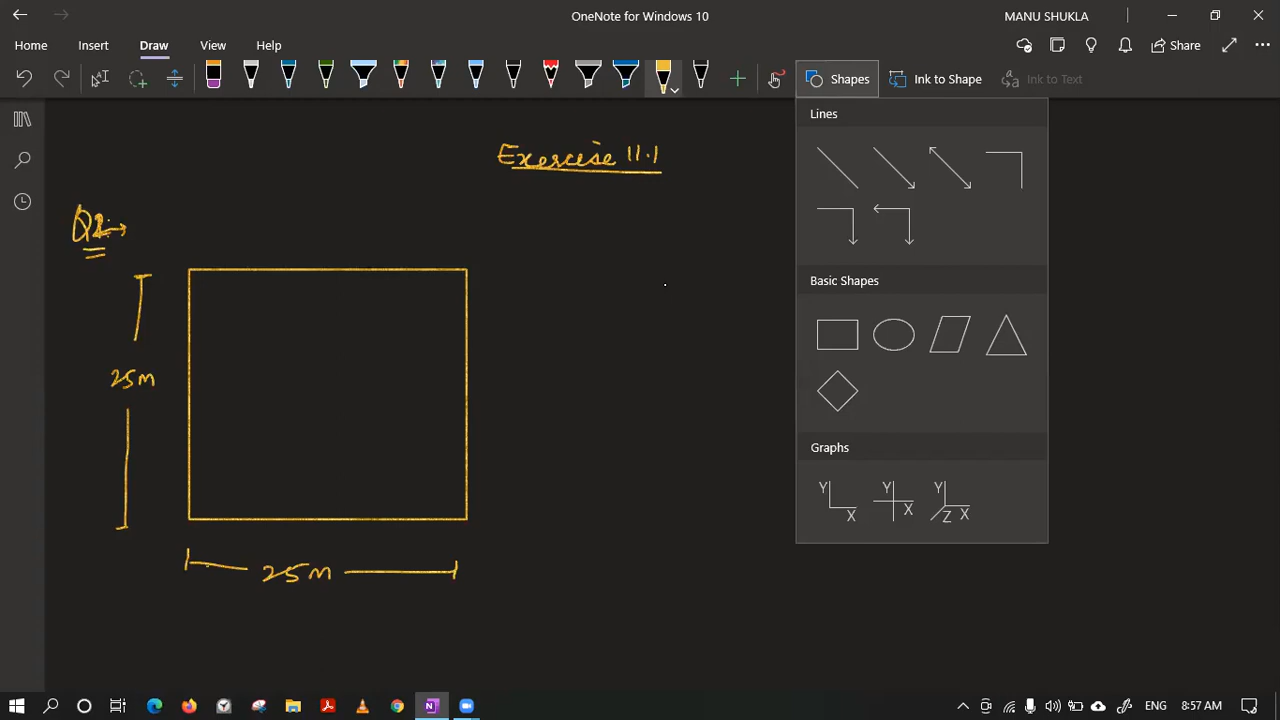 OneNote for Windows 10
MANU SHUKLA
Home
Insert
Draw
View
Help
Share
Shapes
Ink to Shape
Ink to Text
Lines
Exercise 11.1
Basic Shapes
25m
Graphs
Y
X
Y
X
Y
Z
X
25m
ENG
8:57 AM